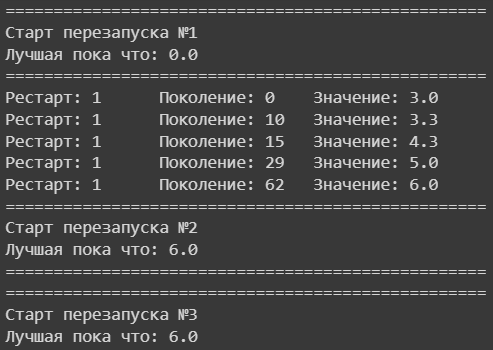 ==================================================
Старт перезапуска №1
Лучшая пока что: 0.0
==================================================
Рестарт: 1      Поколение: 0    Значение: 3.0
Рестарт: 1      Поколение: 10   Значение: 3.3
Рестарт: 1      Поколение: 15   Значение: 4.3
Рестарт: 1      Поколение: 29   Значение: 5.0
Рестарт: 1      Поколение: 62   Значение: 6.0
==================================================
Старт перезапуска №2
Лучшая пока что: 6.0
==================================================
==================================================
Старт перезапуска №3
Лучшая пока что: 6.0